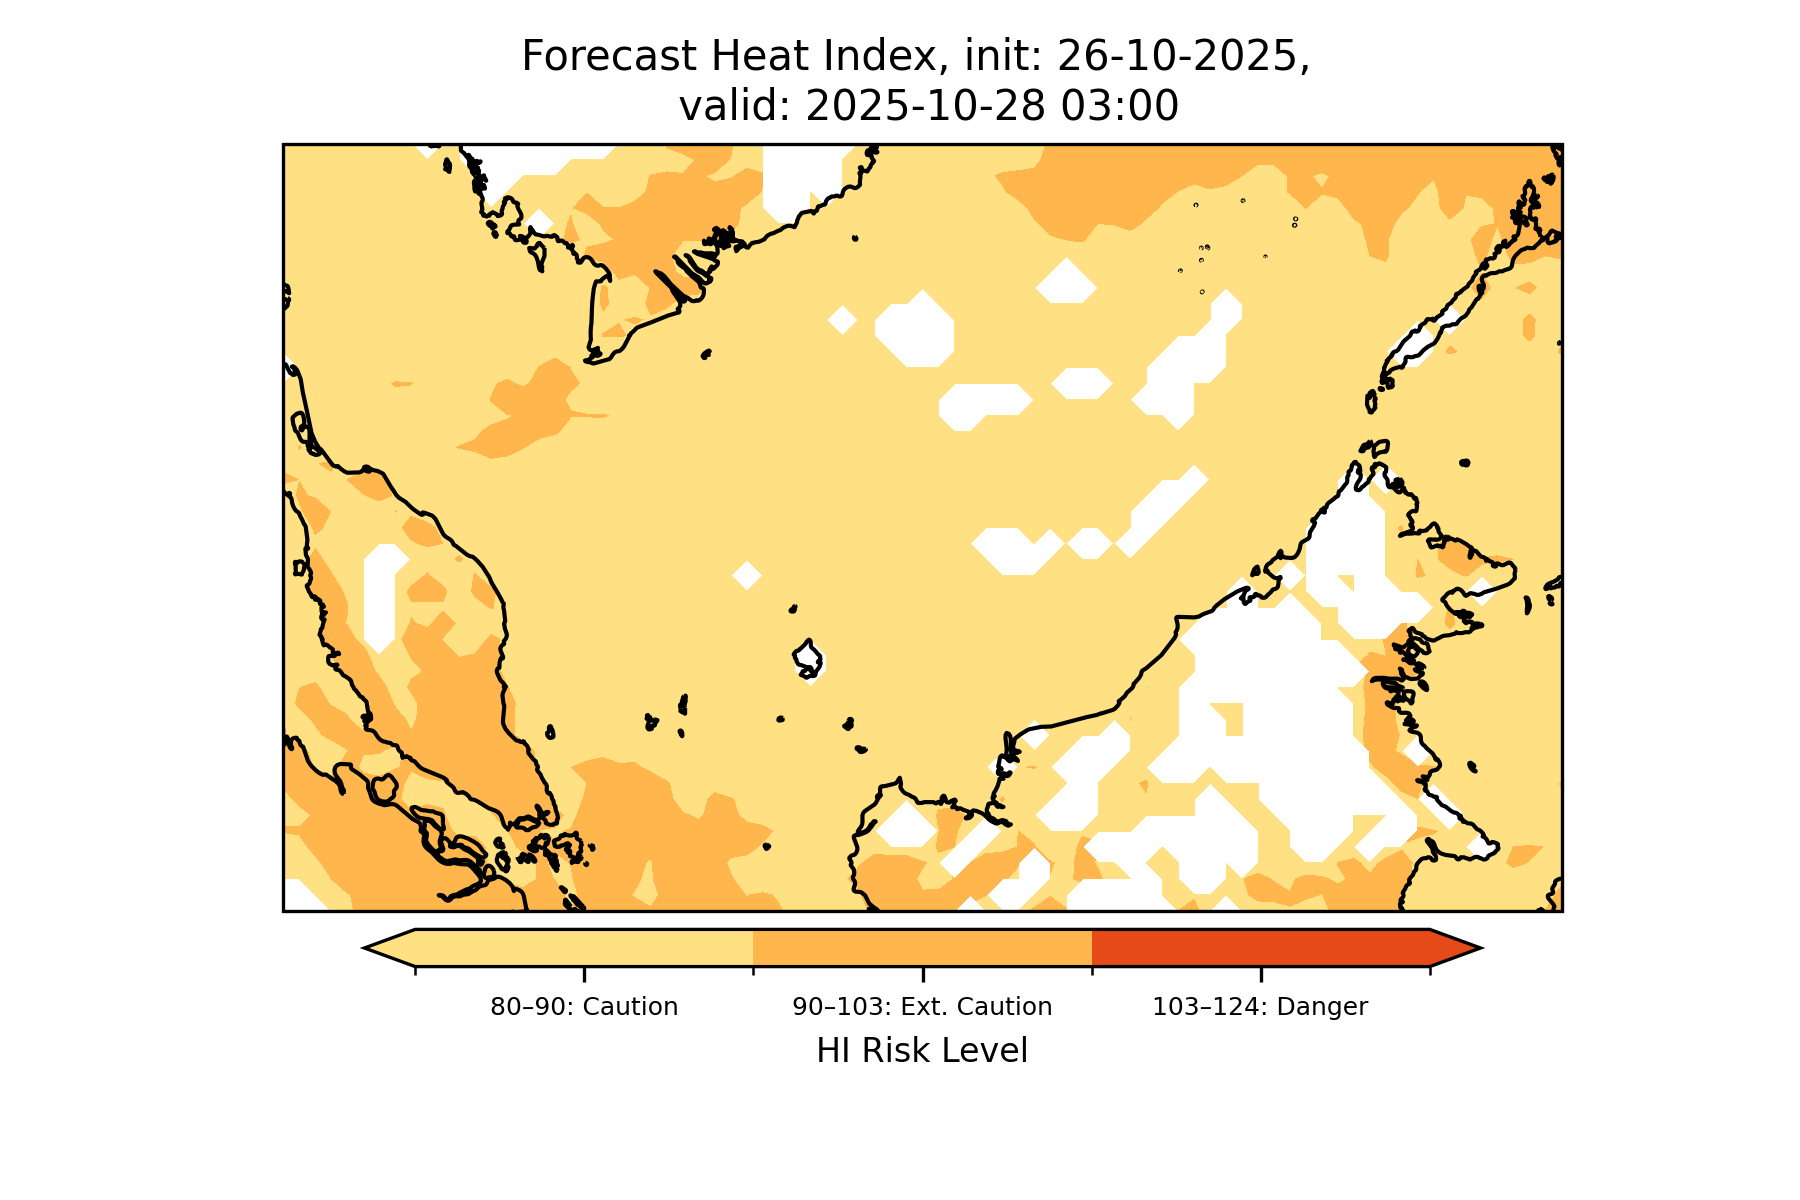 Forecast Heat Index, init: 26-10-2025,
valid: 2025-10-28 03:00
80–90: Caution
90–103: Ext. Caution
103–124: Danger
HI Risk Level